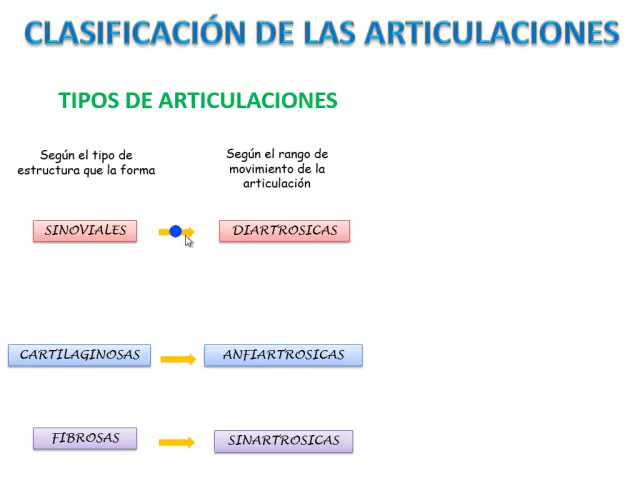 CLASIFICACIÓN DE LAS ARTICULACIONES
TIPOS DE ARTICULACIONES
Según el tipo de
estructura que la forma
Según el rango de
movimiento de la
articulación
SINOVIALES
DIARTROSICAS
CARTILAGINOSAS
ANFIARTROSICAS
FIBROSAS
SINARTROSICAS